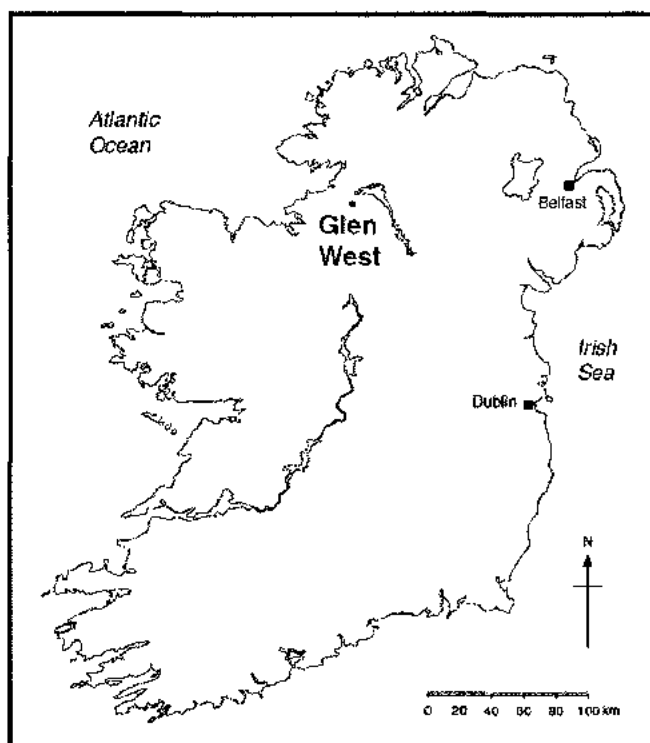 Atlantic
Ocean
Belfast
Glen
West
Irish
Sea
Dublin
N
0 20 40 60 80 100 km